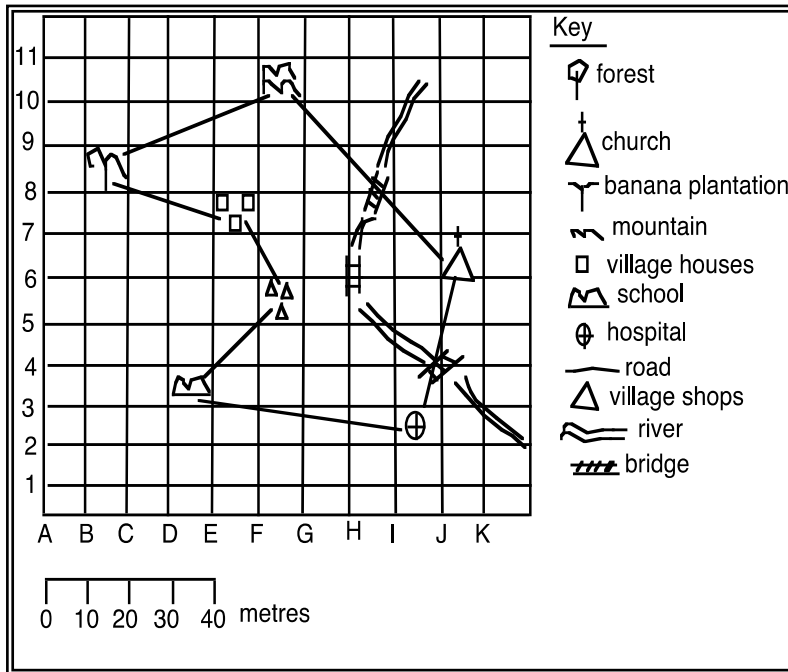 Key
forest
church
banana plantation
mountain
village houses
school
hospital
road
village shops
river
bridge
11
10
9
8
7
6
5
4
3
2
1
A B C D E F G H I J K
0 10 20 30 40 metres